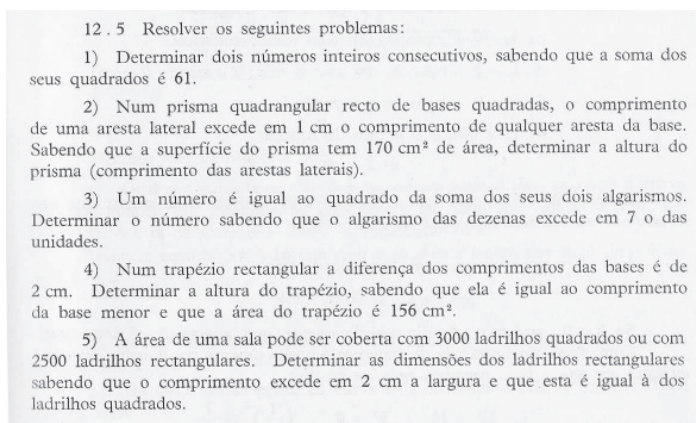 12.5 Resolver os seguintes problemas:
1) Determinar dois números inteiros consecutivos, sabendo que a soma dos
seus quadrados é 61.
2) Num prisma quadrangular recto de bases quadradas, o comprimento
de uma aresta lateral excede em 1 cm o comprimento de qualquer aresta da base.
Sabendo que a superfície do prisma tem 170 cm² de área, determinar a altura do
prisma (comprimento das arestas laterais).
3) Um número é igual ao quadrado da soma dos seus dois algarismos.
Determinar o número sabendo que o algarismo das dezenas excede em 7 o das
unidades.
4) Num trapézio rectangular a diferença dos comprimentos das bases é de
2 cm. Determinar a altura do trapézio, sabendo que ela é igual ao comprimento
da base menor e que a área do trapézio é 156 cm².
5) A área de uma sala pode ser coberta com 3000 ladrilhos quadrados ou com
2500 ladrilhos rectangulares. Determinar as dimensões dos ladrilhos rectangulares
sabendo que o comprimento excede em 2 cm a largura e que esta é igual à dos
ladrilhos quadrados.